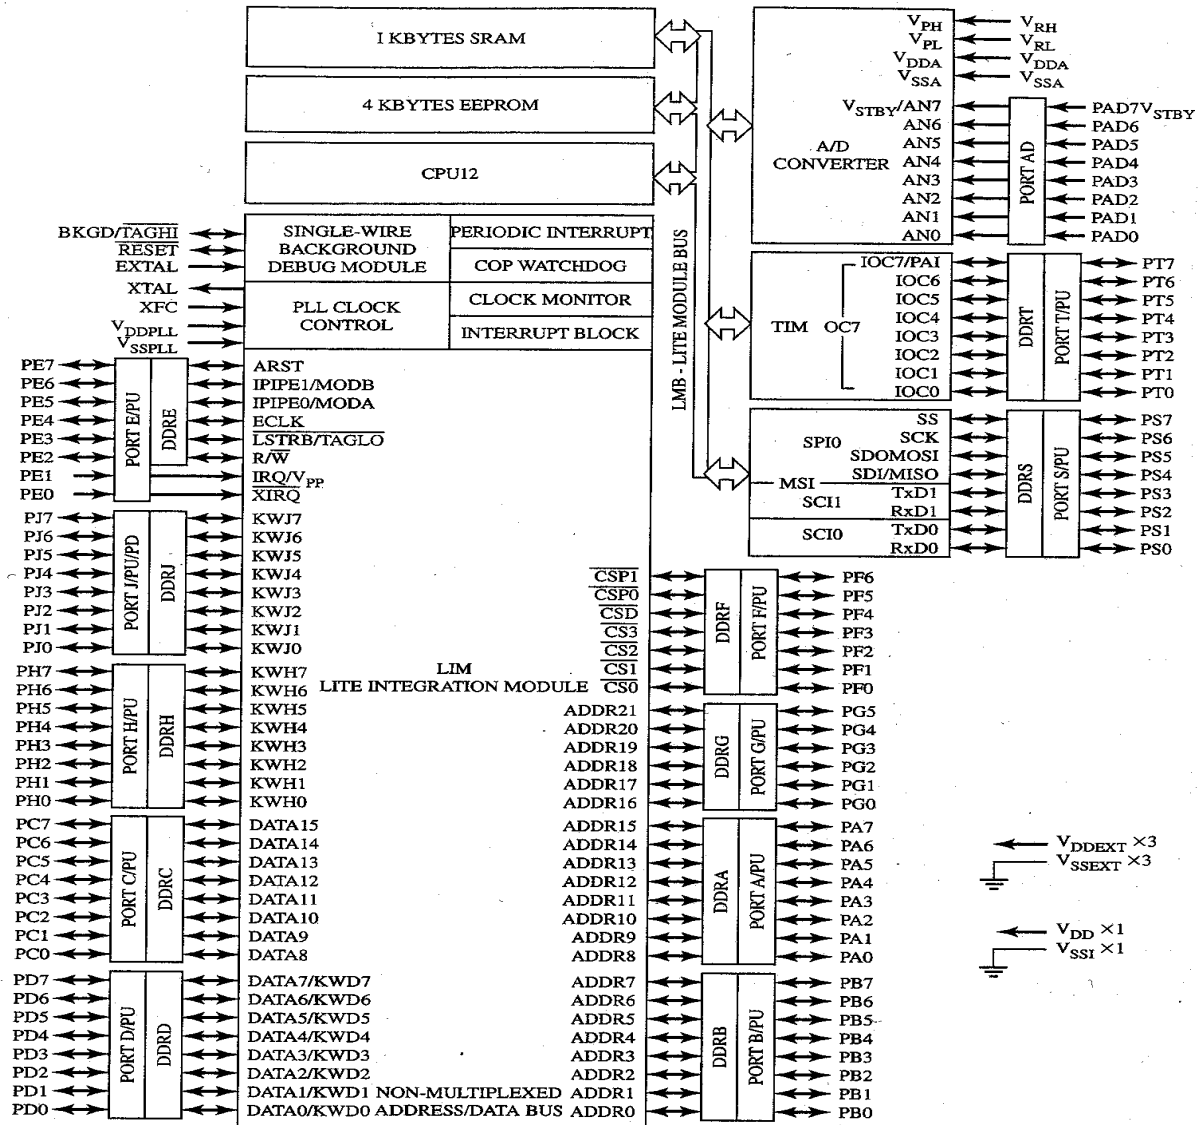 1 KBYTES SRAM
4 KBYTES EEPROM
CPU12
SINGLE-WIRE
BACKGROUND
DEBUG MODULE
PERIODIC INTERRUPT
COP WATCHDOG
PLL CLOCK
CONTROL
CLOCK MONITOR
INTERRUPT BLOCK
LMB - LITE MODULE BUS
BKGD/TAGHI
RESET
EXTAL
XTAL
XFC
VDDPLL
VSSPLL
PE7 ARST
PE6 IPIPE1/MODB
PE5 IPIPE0/MODA
PE4 ECLK
PE3 LSTRB/TAGLO
PE2 R/W
PE1 IRQ/VPP
PE0 XIRQ
PORT E/PU
DDRE
PJ7 KWJ7
PJ6 KWJ6
PJ5 KWJ5
PJ4 KWJ4
PJ3 KWJ3
PJ2 KWJ2
PJ1 KWJ1
PJ0 KWJ0
PORT J/PU/PD
DDRJ
PH7 KWH7
PH6 KWH6
PH5 KWH5
PH4 KWH4
PH3 KWH3
PH2 KWH2
PH1 KWH1
PH0 KWH0
PORT H/PU
DDRH
PC7 DATA15
PC6 DATA14
PC5 DATA13
PC4 DATA12
PC3 DATA11
PC2 DATA10
PC1 DATA9
PC0 DATA8
PORT C/PU
DDRC
PD7 DATA7/KWD7
PD6 DATA6/KWD6
PD5 DATA5/KWD5
PD4 DATA4/KWD4
PD3 DATA3/KWD3
PD2 DATA2/KWD2
PD1 DATA1/KWD1
PD0 DATA0/KWD0
PORT D/PU
DDRD
NON-MULTIPLEXED
ADDRESS/DATA BUS
LIM
LITE INTEGRATION MODULE
A/D
CONVERTER
VPH VRH
VPL VRL
VDDA VDDA
VSSA VSSA
VSTBY/AN7 PAD7VSTBY
AN6 PAD6
AN5 PAD5
AN4 PAD4
AN3 PAD3
AN2 PAD2
AN1 PAD1
AN0 PAD0
PORT AD
TIM OC7
IOC7/PAI PT7
IOC6 PT6
IOC5 PT5
IOC4 PT4
IOC3 PT3
IOC2 PT2
IOC1 PT1
IOC0 PT0
DDRT
PORT T/PU
SPI0
MSI
SCI1
SCI0
SS PS7
SCK PS6
SDOMOSI PS5
SDI/MISO PS4
TxD1 PS3
RxD1 PS2
TxD0 PS1
RxD0 PS0
DDRS
PORT S/PU
CSP1 PF6
CSP0 PF5
CSD PF4
CS3 PF3
CS2 PF2
CS1 PF1
CS0 PF0
DDRF
PORT F/PU
ADDR21 PG5
ADDR20 PG4
ADDR19 PG3
ADDR18 PG2
ADDR17 PG1
ADDR16 PG0
DDRG
PORT G/PU
ADDR15 PA7
ADDR14 PA6
ADDR13 PA5
ADDR12 PA4
ADDR11 PA3
ADDR10 PA2
ADDR9 PA1
ADDR8 PA0
DDRA
PORT A/PU
ADDR7 PB7
ADDR6 PB6
ADDR5 PB5
ADDR4 PB4
ADDR3 PB3
ADDR2 PB2
ADDR1 PB1
ADDR0 PB0
DDRB
PORT B/PU
VDDEXT ×3
VSSEXT ×3
VDD ×1
VSSI ×1